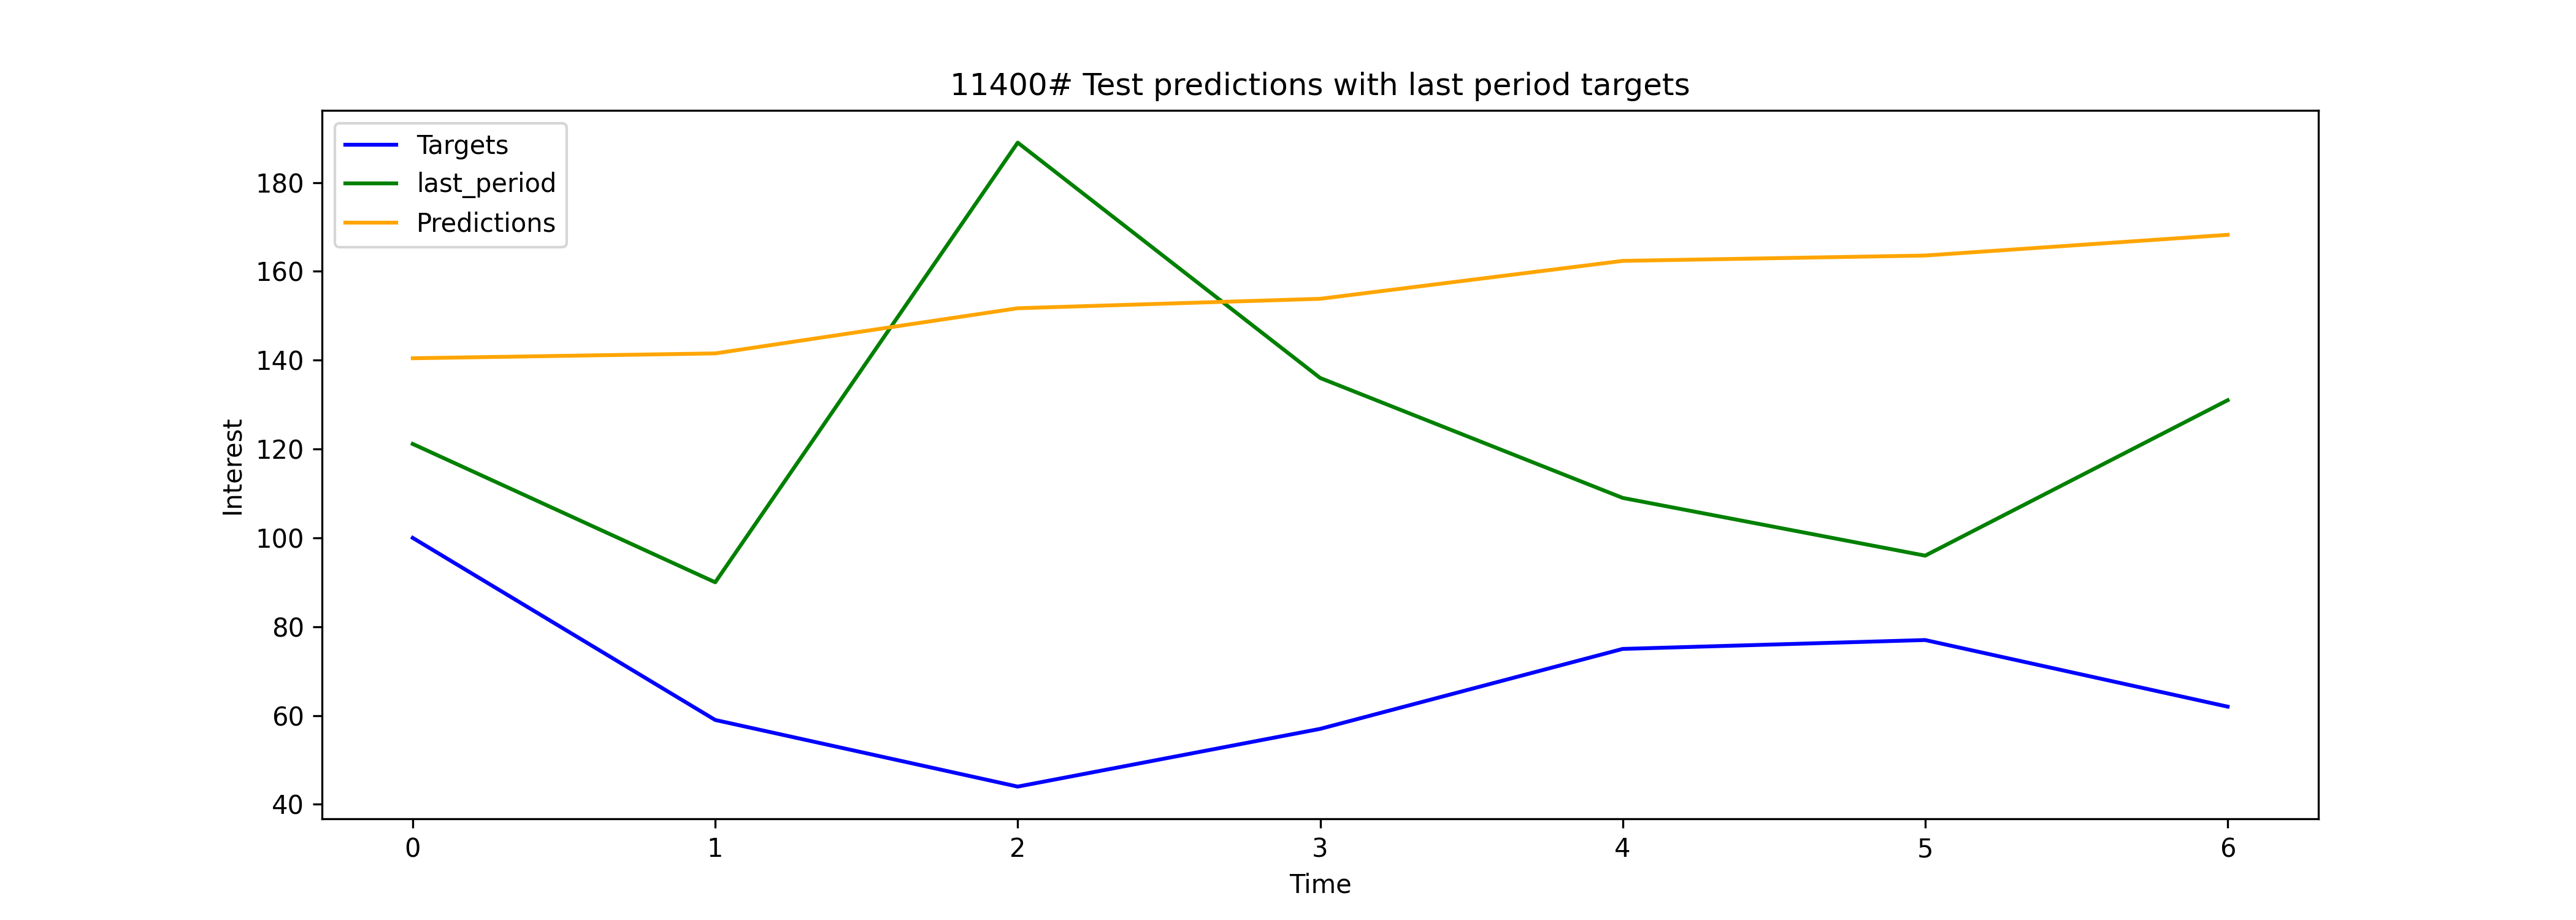 11400# Test predictions with last period targets
Targets
last_period
Predictions
180
160
140
120
100
80
60
40
Interest
0 1 2 3 4 5 6
Time